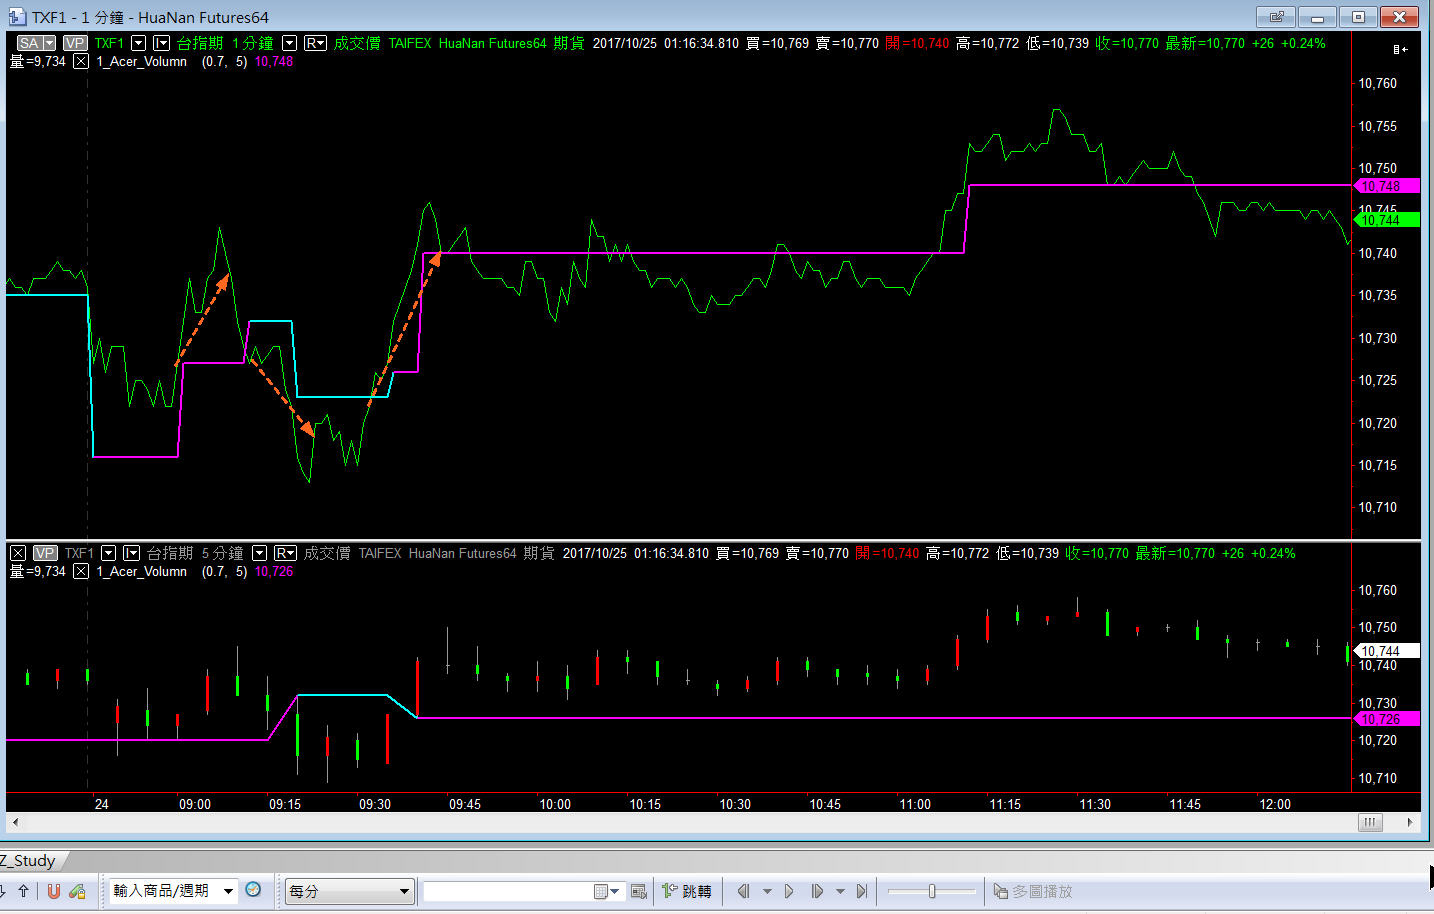 TXF1 - 1 分鐘 - HuaNan Futures64
SA VP TXF1 I 台指期 1 分鐘 R 成交價 TAIFEX HuaNan Futures64 期貨 2017/10/25 01:16:34.810 買=10,769 賣=10,770 開=10,740 高=10,772 低=10,739 收=10,770 最新=10,770 +26 +0.24%
量=9,734 1_Acer_Volumn (0.7, 5) 10,748
10,760
10,755
10,750
10,748
10,745
10,744
10,740
10,735
10,730
10,725
10,720
10,715
10,710
VP TXF1 I 台指期 5 分鐘 R 成交價 TAIFEX HuaNan Futures64 期貨 2017/10/25 01:16:34.810 買=10,769 賣=10,770 開=10,740 高=10,772 低=10,739 收=10,770 最新=10,770 +26 +0.24%
量=9,734 1_Acer_Volumn (0.7, 5) 10,726
10,760
10,750
10,744
10,740
10,730
10,726
10,720
10,710
24 09:00 09:15 09:30 09:45 10:00 10:15 10:30 10:45 11:00 11:15 11:30 11:45 12:00
Z_Study
輸入商品/週期 每分 跳轉 多圖播放